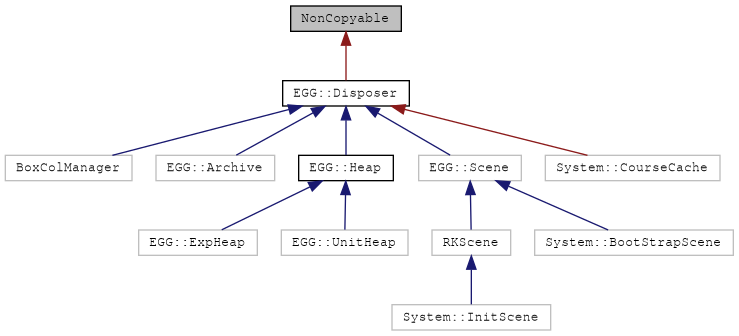 NonCopyable
EGG::Disposer
BoxColManager
EGG::Archive
EGG::Heap
EGG::Scene
System::CourseCache
EGG::ExpHeap
EGG::UnitHeap
RKScene
System::BootStrapScene
System::InitScene